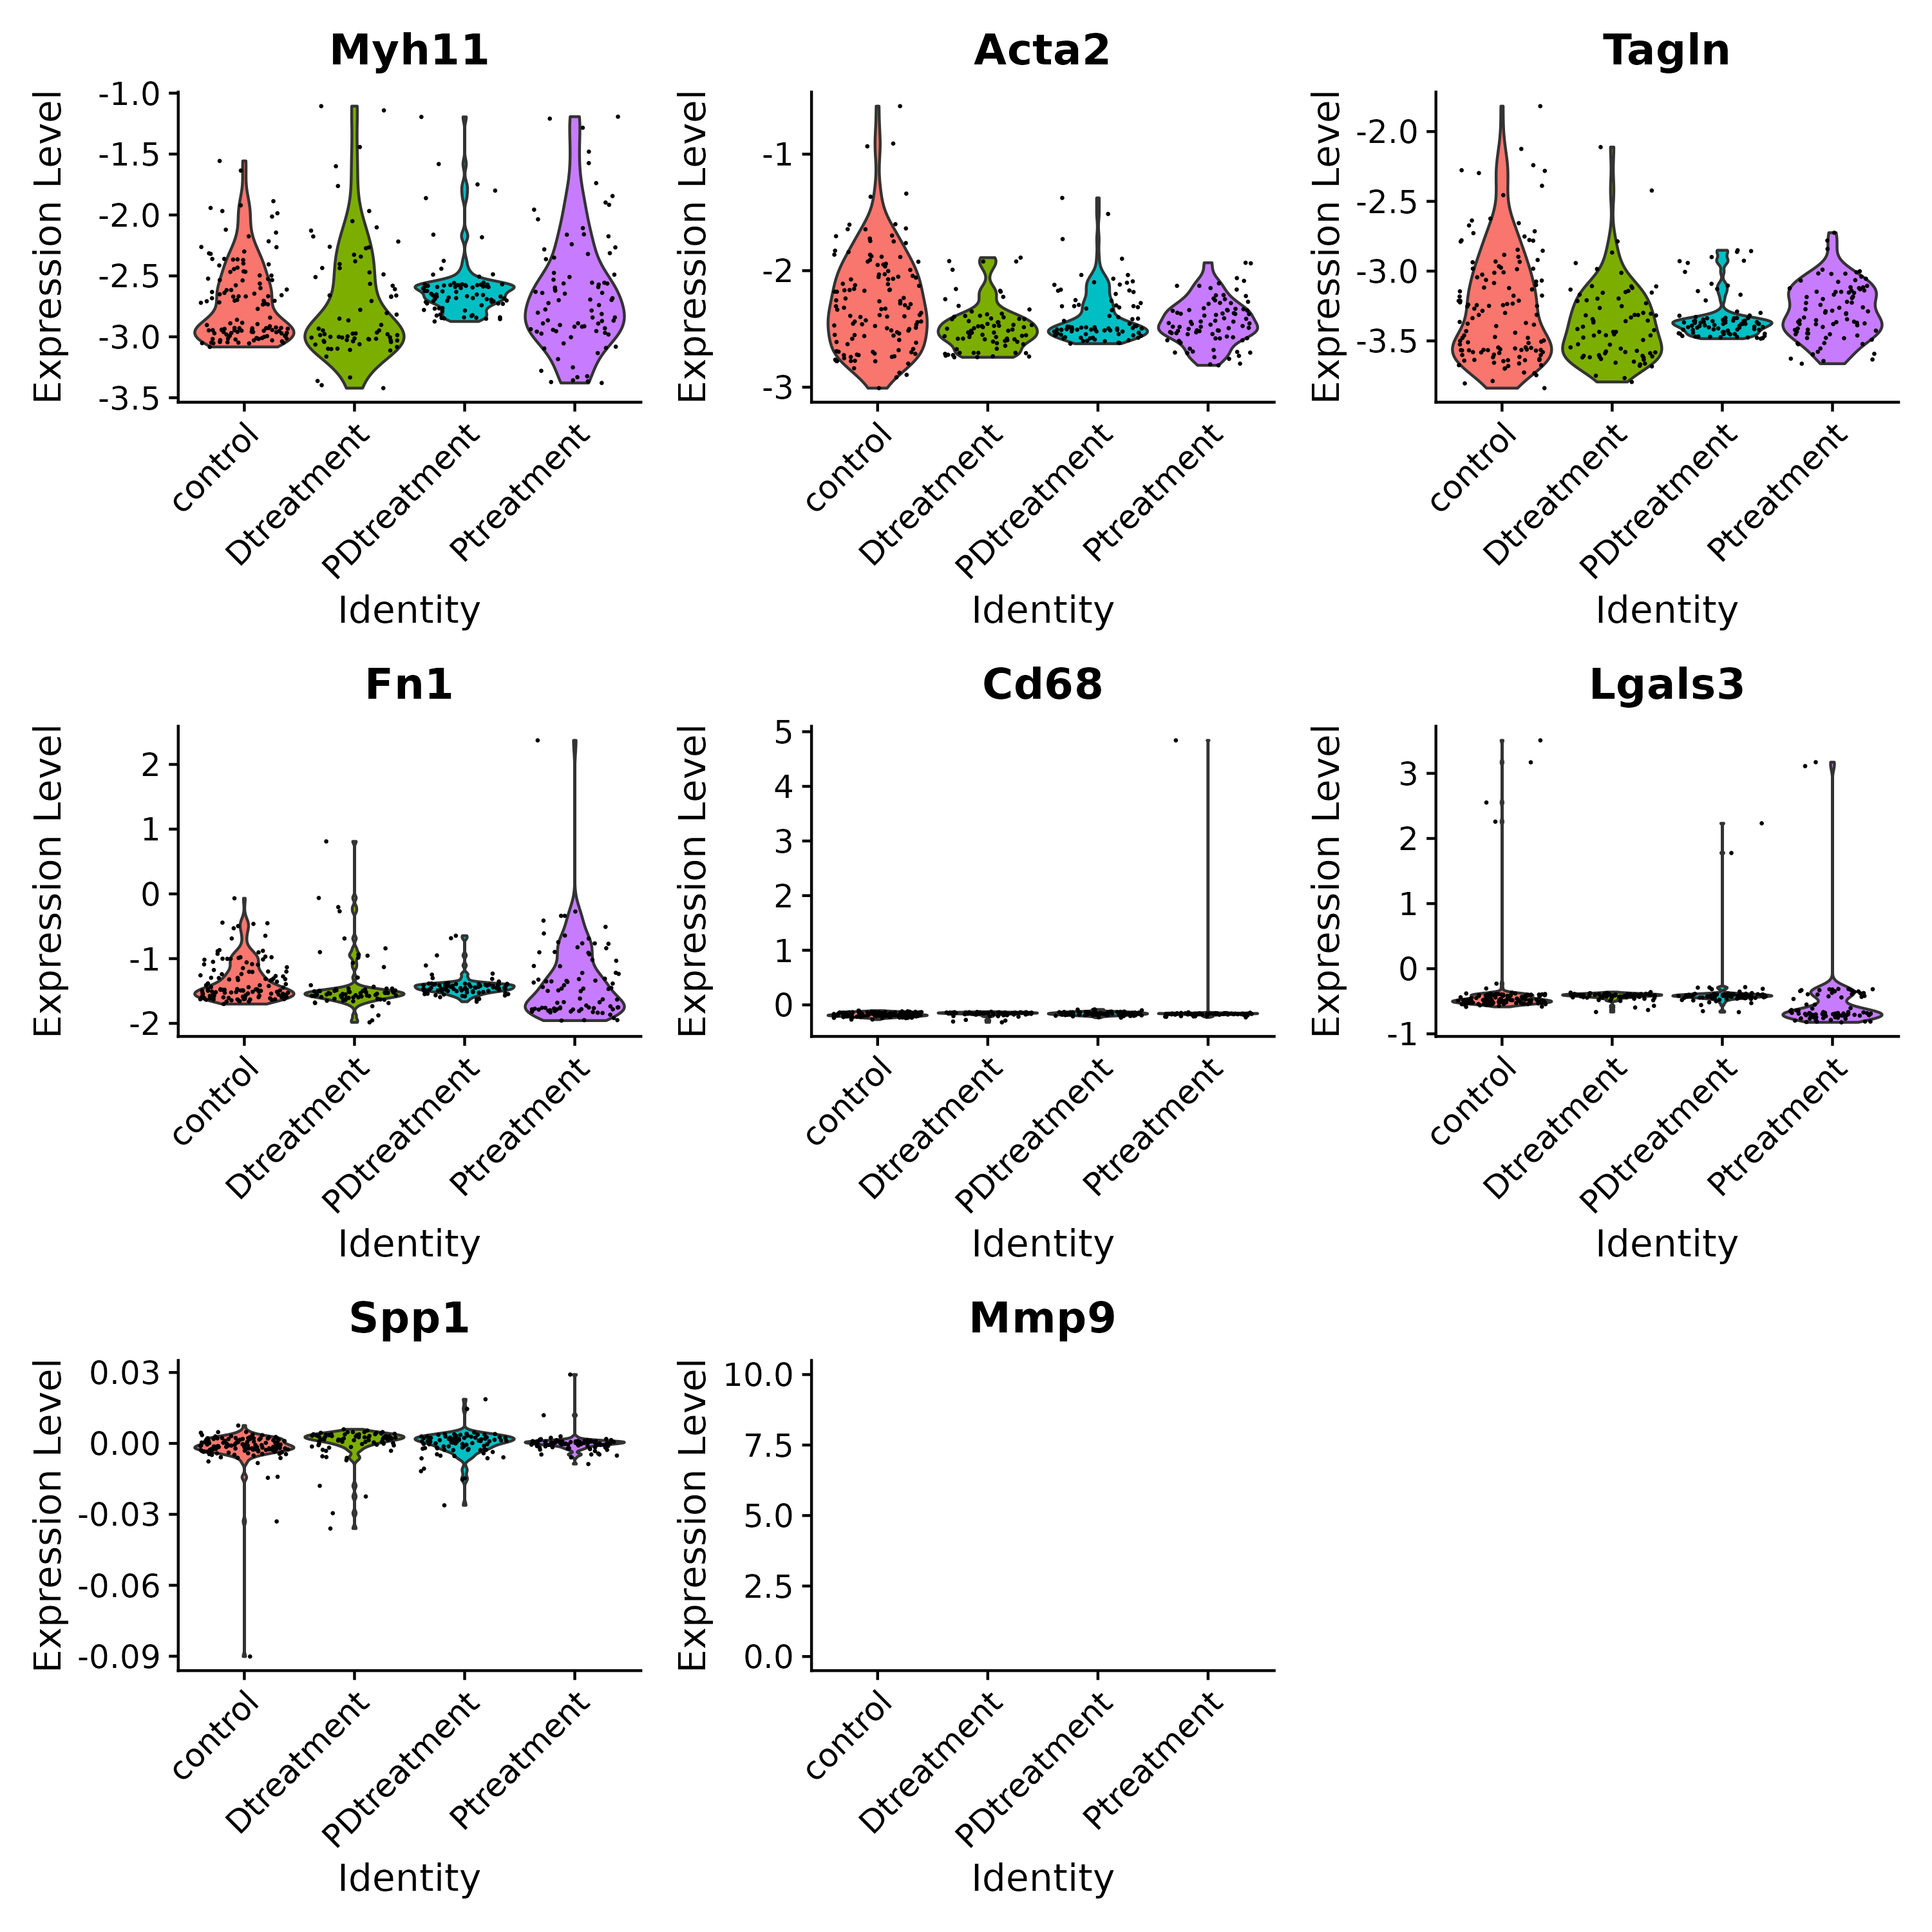 Myh11
Acta2
Tagln
Expression Level
-1.0
-1.5
-2.0
-2.5
-3.0
-3.5
control
Dtreatment
PDtreatment
Ptreatment
Identity
Expression Level
-1
-2
-3
control
Dtreatment
PDtreatment
Ptreatment
Identity
Expression Level
-2.0
-2.5
-3.0
-3.5
control
Dtreatment
PDtreatment
Ptreatment
Identity
Fn1
Cd68
Lgals3
Expression Level
2
1
0
-1
-2
control
Dtreatment
PDtreatment
Ptreatment
Identity
Expression Level
5
4
3
2
1
0
control
Dtreatment
PDtreatment
Ptreatment
Identity
Expression Level
3
2
1
0
-1
control
Dtreatment
PDtreatment
Ptreatment
Identity
Spp1
Mmp9
Expression Level
0.03
0.00
-0.03
-0.06
-0.09
control
Dtreatment
PDtreatment
Ptreatment
Identity
Expression Level
10.0
7.5
5.0
2.5
0.0
control
Dtreatment
PDtreatment
Ptreatment
Identity